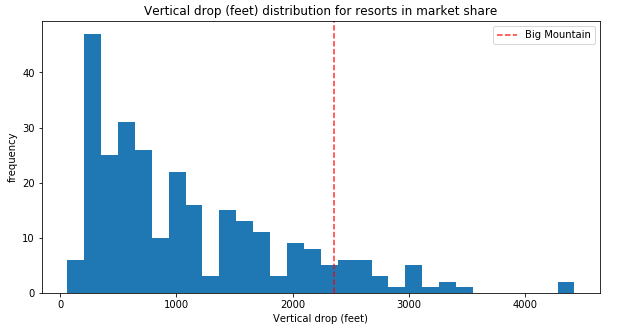 Vertical drop (feet) distribution for resorts in market share
Big Mountain
frequency
40
30
20
10
0
0 1000 2000 3000 4000
Vertical drop (feet)